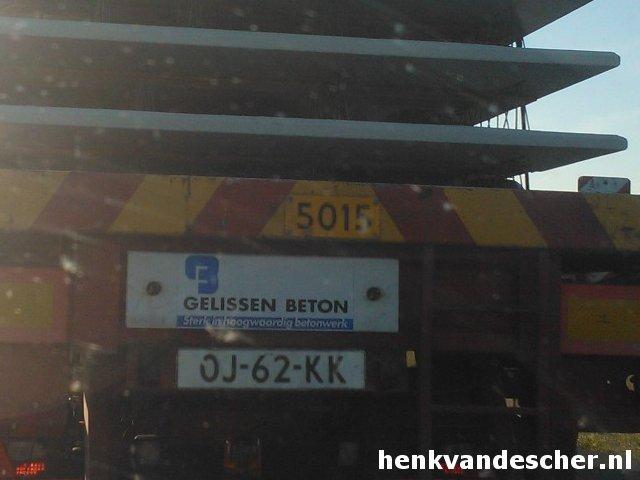 5015
GELISSEN BETON
Sterk in hoogwaardig betonwerk
OJ-62-KK
henkvandescher.nl